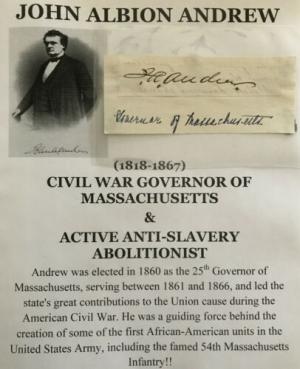 JOHN ALBION ANDREW
J.A. Andrew
Governor of Massachusetts
John A Andrew
(1818-1867)
CIVIL WAR GOVERNOR OF
MASSACHUSETTS
&
ACTIVE ANTI-SLAVERY
ABOLITIONIST
Andrew was elected in 1860 as the 25th Governor of
Massachusetts, serving between 1861 and 1866, and led the
state's great contributions to the Union cause during the
American Civil War. He was a guiding force behind the
creation of some of the first African-American units in the
United States Army, including the famed 54th Massachusetts
Infantry!!